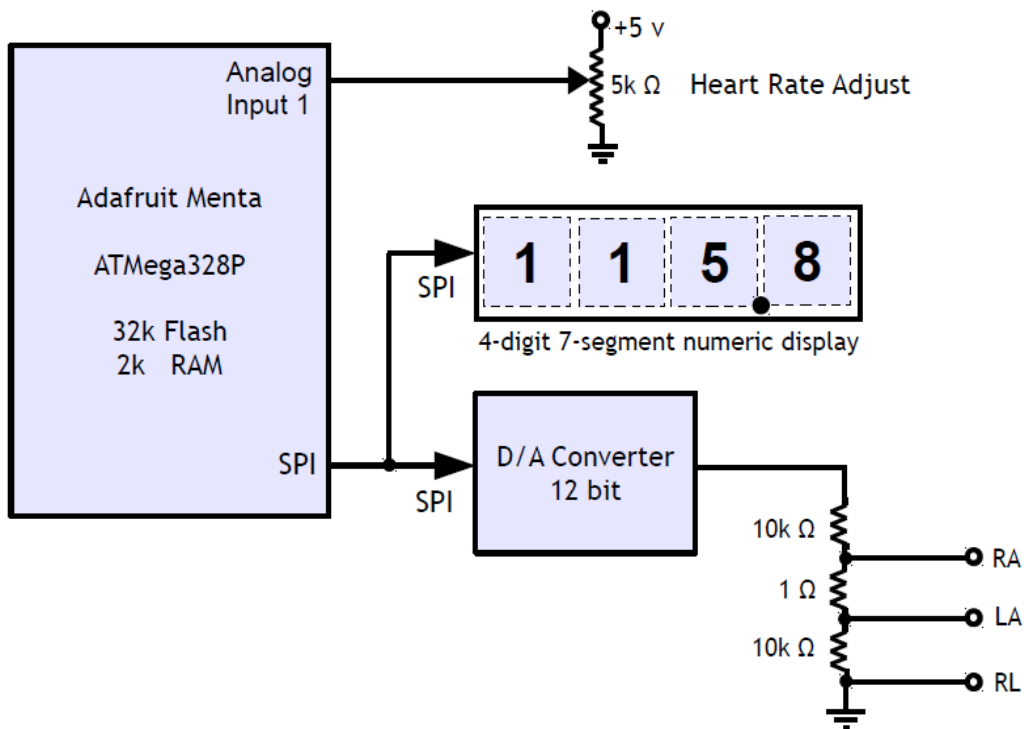 +5 v
Analog
Input 1
5k Ω
Heart Rate Adjust
Adafruit Menta
ATMega328P
32k Flash
2k RAM
SPI
1 1 5 8
4-digit 7-segment numeric display
SPI
SPI
D/A Converter
12 bit
10k Ω
RA
1 Ω
LA
10k Ω
RL